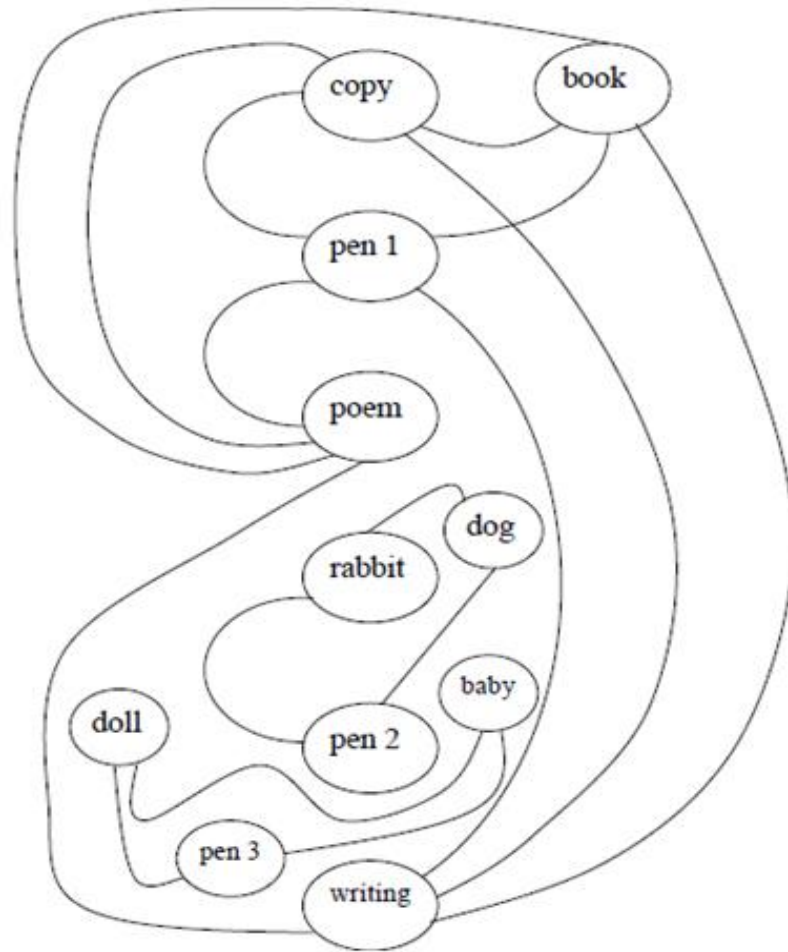 copy
book
pen 1
poem
dog
rabbit
baby
doll
pen 2
pen 3
writing